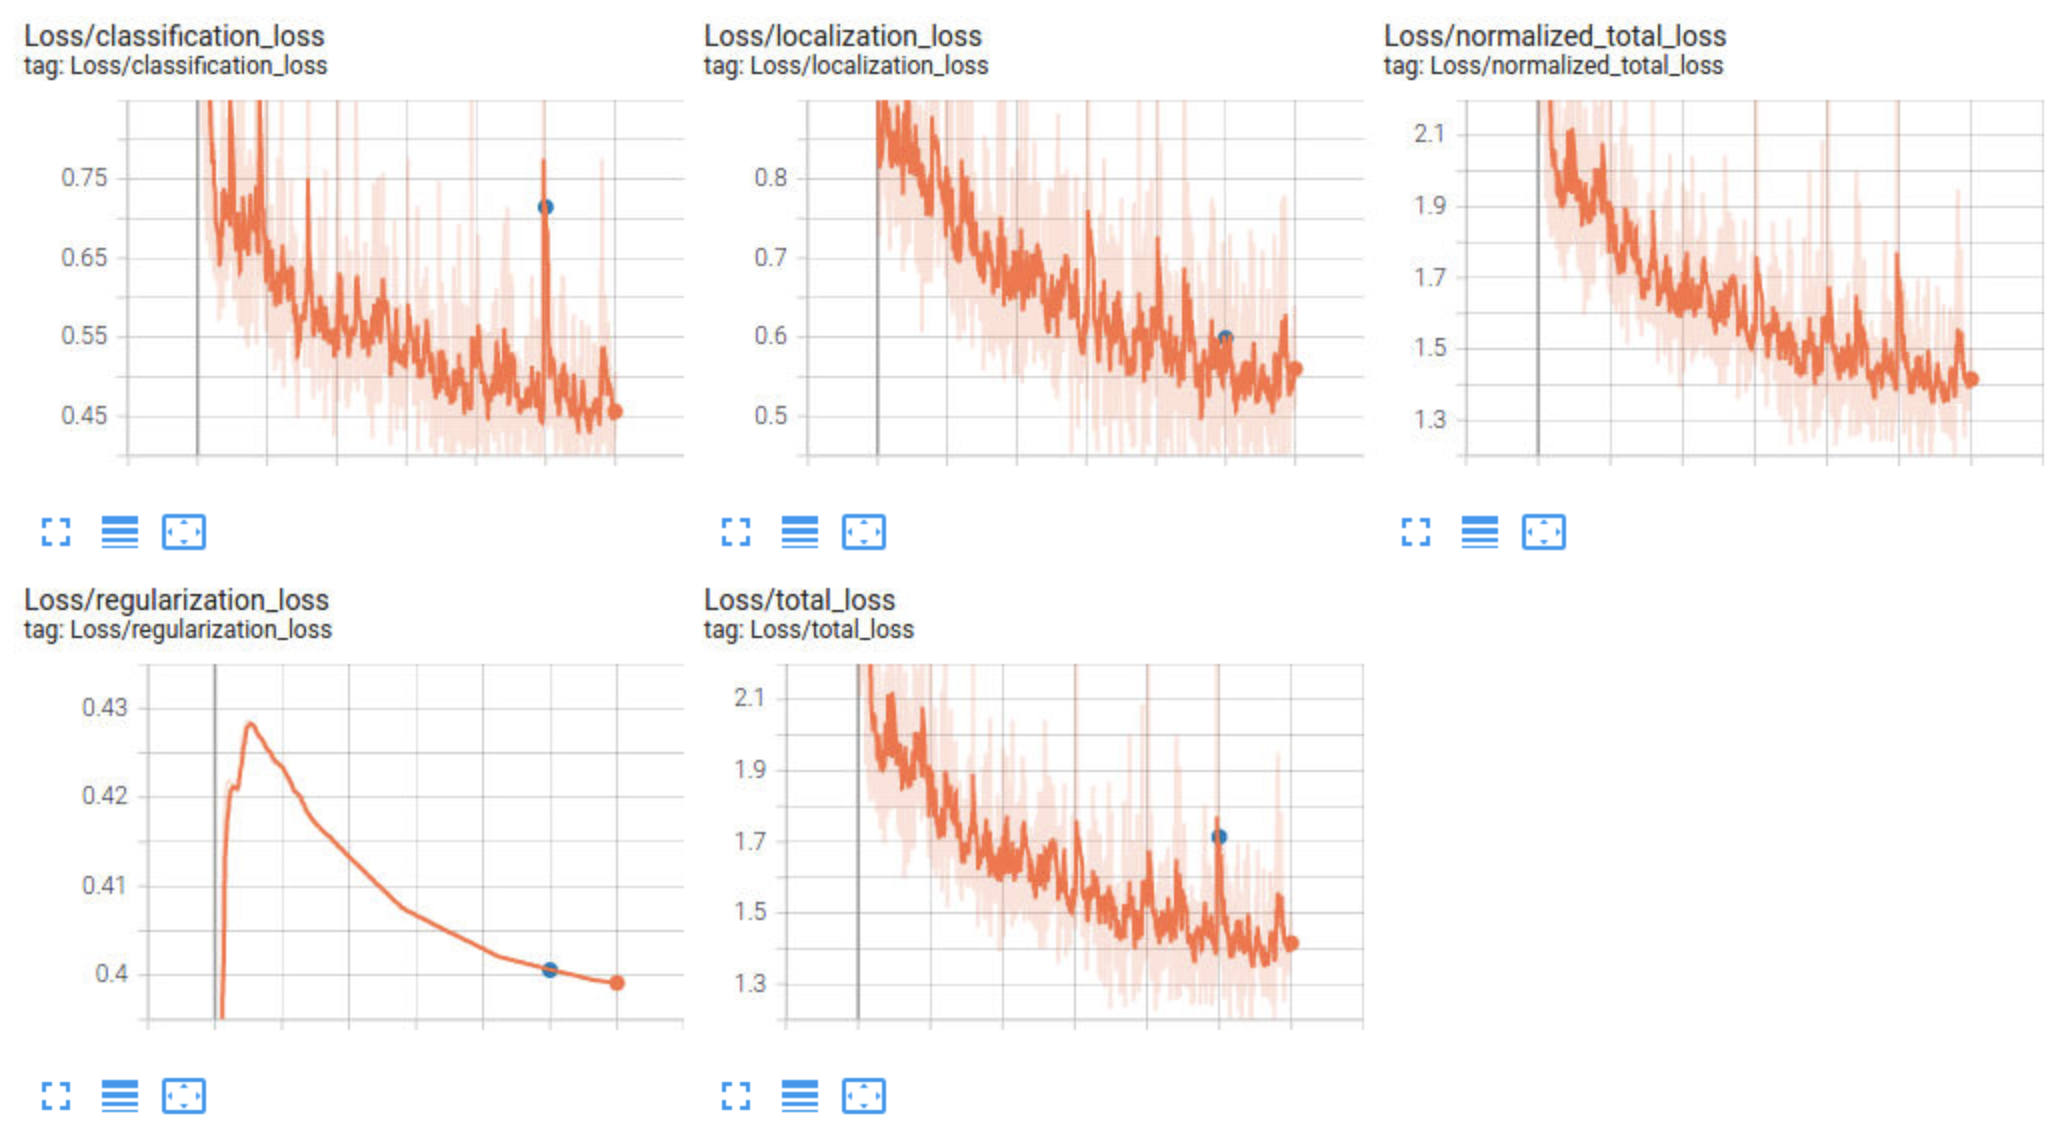 Loss/classification_loss
tag: Loss/classification_loss
0.75
0.65
0.55
0.45
Loss/localization_loss
tag: Loss/localization_loss
0.8
0.7
0.6
0.5
Loss/normalized_total_loss
tag: Loss/normalized_total_loss
2.1
1.9
1.7
1.5
1.3
Loss/regularization_loss
tag: Loss/regularization_loss
0.43
0.42
0.41
0.4
Loss/total_loss
tag: Loss/total_loss
2.1
1.9
1.7
1.5
1.3